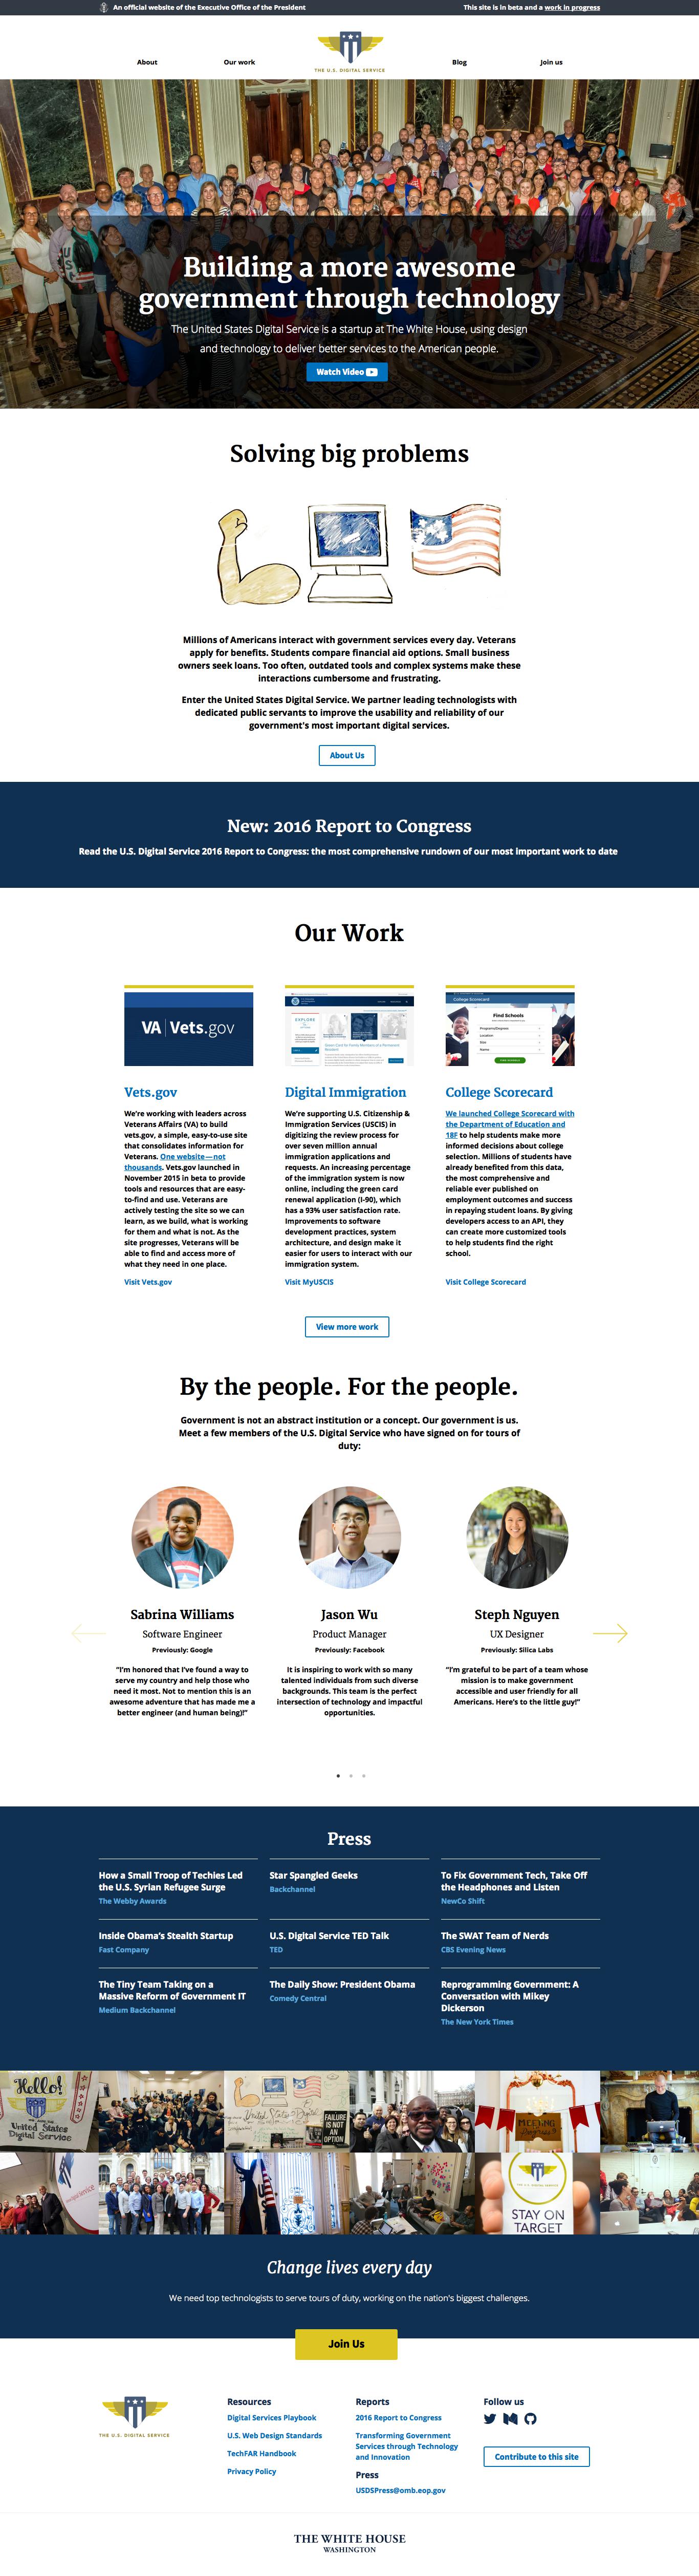 An official website of the Executive Office of the President
This site is in beta and a work in progress
About
Our work
THE U.S. DIGITAL SERVICE
Blog
Join us
Building a more awesome
government through technology
The United States Digital Service is a startup at The White House, using design
and technology to deliver better services to the American people.
Watch Video
Solving big problems
Millions of Americans interact with government services every day. Veterans
apply for benefits. Students compare financial aid options. Small business
owners seek loans. Too often, outdated tools and complex systems make these
interactions cumbersome and frustrating.
Enter the United States Digital Service. We partner leading technologists with
dedicated public servants to improve the usability and reliability of our
government's most important digital services.
About Us
New: 2016 Report to Congress
Read the U.S. Digital Service 2016 Report to Congress: the most comprehensive rundown of our most important work to date
Our Work
VA | Vets.gov
EXPLORE
College Scorecard
Find Schools
Programs/Degrees
Location
Size
Name
Vets.gov
We're working with leaders across
Veterans Affairs (VA) to build
vets.gov, a simple, easy-to-use site
that consolidates information for
Veterans. One website—not
thousands. Vets.gov launched in
November 2015 in beta to provide
tools and resources that are easy-
to-find and use. Veterans are
actively testing the site so we can
learn, as we build, what is working
for them and what is not. As the
site progresses, Veterans will be
able to find and access more of
what they need in one place.
Visit Vets.gov
Digital Immigration
We're supporting U.S. Citizenship &
Immigration Services (USCIS) in
digitizing the review process for
over seven million annual
immigration applications and
requests. An increasing percentage
of the immigration system is now
online, including the green card
renewal application (I-90), which
has a 93% user satisfaction rate.
Improvements to software
development practices, system
architecture, and design make it
easier for users to interact with our
immigration system.
Visit MyUSCIS
College Scorecard
We launched College Scorecard with
the Department of Education and
18F to help students make more
informed decisions about college
selection. Millions of students have
already benefited from this data,
the most comprehensive and
reliable ever published on
employment outcomes and success
in repaying student loans. By giving
developers access to an API, they
can create more customized tools
to help students find the right
school.
Visit College Scorecard
View more work
By the people. For the people.
Government is not an abstract institution or a concept. Our government is us.
Meet a few members of the U.S. Digital Service who have signed on for tours of
duty:
Sabrina Williams
Software Engineer
Previously: Google
"I'm honored that I've found a way to
serve my country and help those who
need it most. Not to mention this is an
awesome adventure that has made me a
better engineer (and human being)!"
Jason Wu
Product Manager
Previously: Facebook
It is inspiring to work with so many
talented individuals from such diverse
backgrounds. This team is the perfect
intersection of technology and impactful
opportunities.
Steph Nguyen
UX Designer
Previously: Silica Labs
"I'm grateful to be part of a team whose
mission is to make government
accessible and user friendly for all
Americans. Here's to the little guy!"
Press
How a Small Troop of Techies Led
the U.S. Syrian Refugee Surge
The Webby Awards
Star Spangled Geeks
Backchannel
To Fix Government Tech, Take Off
the Headphones and Listen
NewCo Shift
Inside Obama's Stealth Startup
Fast Company
U.S. Digital Service TED Talk
TED
The SWAT Team of Nerds
CBS Evening News
The Tiny Team Taking on a
Massive Reform of Government IT
Medium Backchannel
The Daily Show: President Obama
Comedy Central
Reprogramming Government: A
Conversation with Mikey
Dickerson
The New York Times
Hello!
United States
Digital Service
United States Digital
FAILURE
IS NOT
AN
OPTION
MEETING
STAY ON
TARGET
Change lives every day
We need top technologists to serve tours of duty, working on the nation's biggest challenges.
Join Us
THE U.S. DIGITAL SERVICE
Resources
Digital Services Playbook
U.S. Web Design Standards
TechFAR Handbook
Privacy Policy
Reports
2016 Report to Congress
Transforming Government
Services through Technology
and Innovation
Press
USDSPress@omb.eop.gov
Follow us
Contribute to this site
THE WHITE HOUSE
WASHINGTON